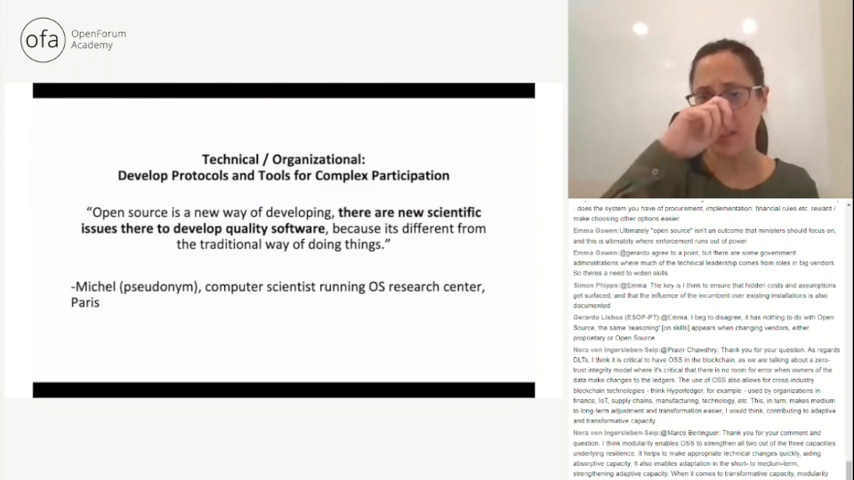 ofa
OpenForum
Academy
Technical / Organizational:
Develop Protocols and Tools for Complex Participation
“Open source is a new way of developing, there are new scientific
issues there to develop quality software, because its different from
the traditional way of doing things.”
-Michel (pseudonym), computer scientist running OS research center,
Paris
- does the system you have of procurement, implementation, financial rules etc. reward /
make choosing other options easier
Emma Gawen:Ultimately "open source" isn't an outcome that ministers should focus on,
and this is ultimately where enforcement runs out of power
Emma Gawen:@gerardo agree to a point, but there are some government
administrations where much of the technical leadership comes from roles in big vendors.
So theres a need to widen skills
Simon Phipps:@Emma. The key is I think to ensure that hidden costs and assumptions
get surfaced, and that the influence of the incumbent over existing installations is also
documented
Gerardo Lisboa (ESOP-PT):@Emma, I beg to disagree, it has nothing to do with Open
Source, the same 'reasoning' [on skills] appears when changing vendors, either
proprietary or Open Source
Nora von Ingersleben-Seip:@Pravir Chawdhry, Thank you for your question. As regards
DLTs, I think it is critical to have OSS in the blockchain, as we are talking about a zero-
trust integrity model where it's critical that there is no room for error when owners of the
data make changes to the ledgers. The use of OSS also allows for cross-industry
blockchain technologies - think Hyperledger, for example - used by organizations in
finance, IoT, supply chains, manufacturing, technology, etc. This, in turn, makes medium
to long term adjustment and transformation easier, I would think, contributing to adaptive
and transformative capacity.
Nora von Ingersleben-Seip:@Marco Berlinguer: Thank you for your comment and
question. I think modularity enables OSS to strengthen all two out of the three capacities
underlying resilience. It helps to make appropriate technical changes quickly, aiding
absorptive capacity. It also enables adaptation in the short- to medium-term,
strengthening adaptive capacity. When it comes to transformative capacity, modularity